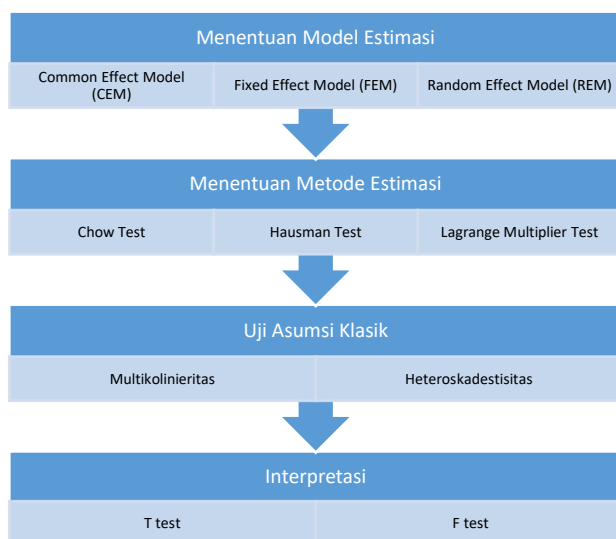 Menentuan Model Estimasi
Common Effect Model
(CEM)
Fixed Effect Model (FEM)
Random Effect Model (REM)
Menentuan Metode Estimasi
Chow Test
Hausman Test
Lagrange Multiplier Test
Uji Asumsi Klasik
Multikolinieritas
Heteroskadestisitas
Interpretasi
T test
F test